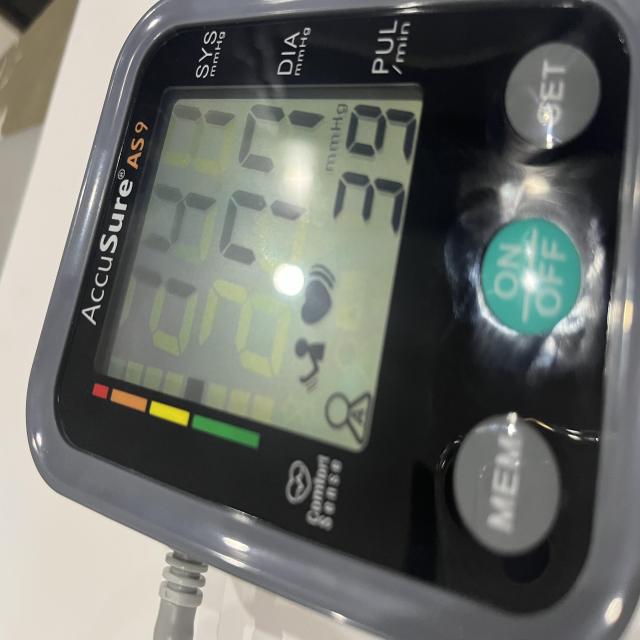 AccuSure® AS9
SYS
mmHg
DIA
mmHg
PUL
/min
mmHg
Comfort
Sense
MEM
ON
OFF
SET